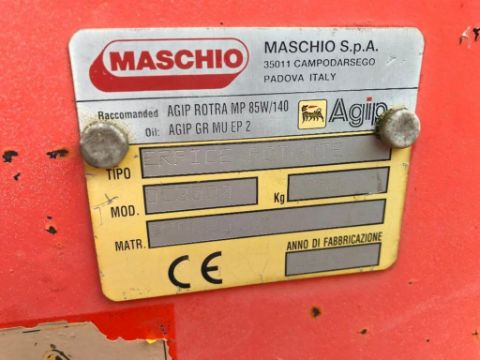 MASCHIO
MASCHIO S.p.A.
35011 CAMPODARSEGO
PADOVA ITALY
Raccomanded AGIP ROTRA MP 85W/140
Oil: AGIP GR MU EP 2
Agip
TIPO ERPICE
MOD. Kg
MATR.
ANNO DI FABBRICAZIONE
CE